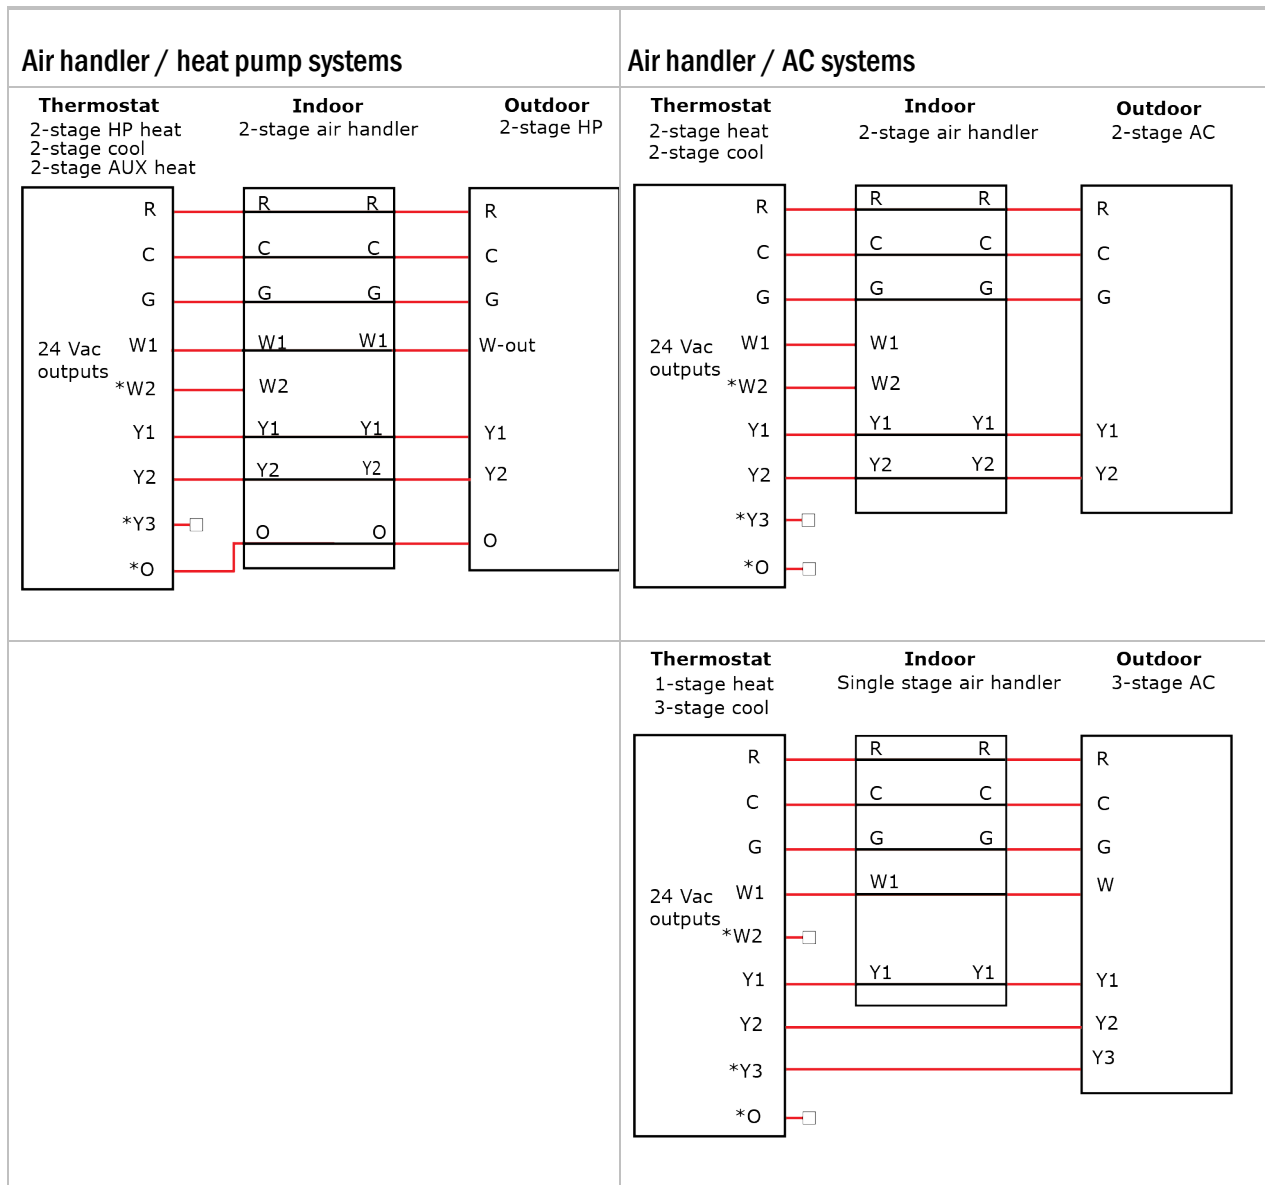 Air handler / heat pump systems
Air handler / AC systems
Thermostat
2-stage HP heat
2-stage cool
2-stage AUX heat
Indoor
2-stage air handler
Outdoor
2-stage HP
R R R R
C C C C
G G G G
24 Vac
outputs
W1 W1 W1 W-out
*W2 W2
Y1 Y1 Y1 Y1
Y2 Y2 Y2 Y2
*Y3
*O O O O
Thermostat
2-stage heat
2-stage cool
Indoor
2-stage air handler
Outdoor
2-stage AC
R R R R
C C C C
G G G G
24 Vac
outputs
W1 W1
*W2 W2
Y1 Y1 Y1 Y1
Y2 Y2 Y2 Y2
*Y3
*O
Thermostat
1-stage heat
3-stage cool
Indoor
Single stage air handler
Outdoor
3-stage AC
R R R R
C C C C
G G G G
24 Vac
outputs
W1 W1 W
*W2
Y1 Y1 Y1 Y1
Y2 Y2
*Y3 Y3
*O